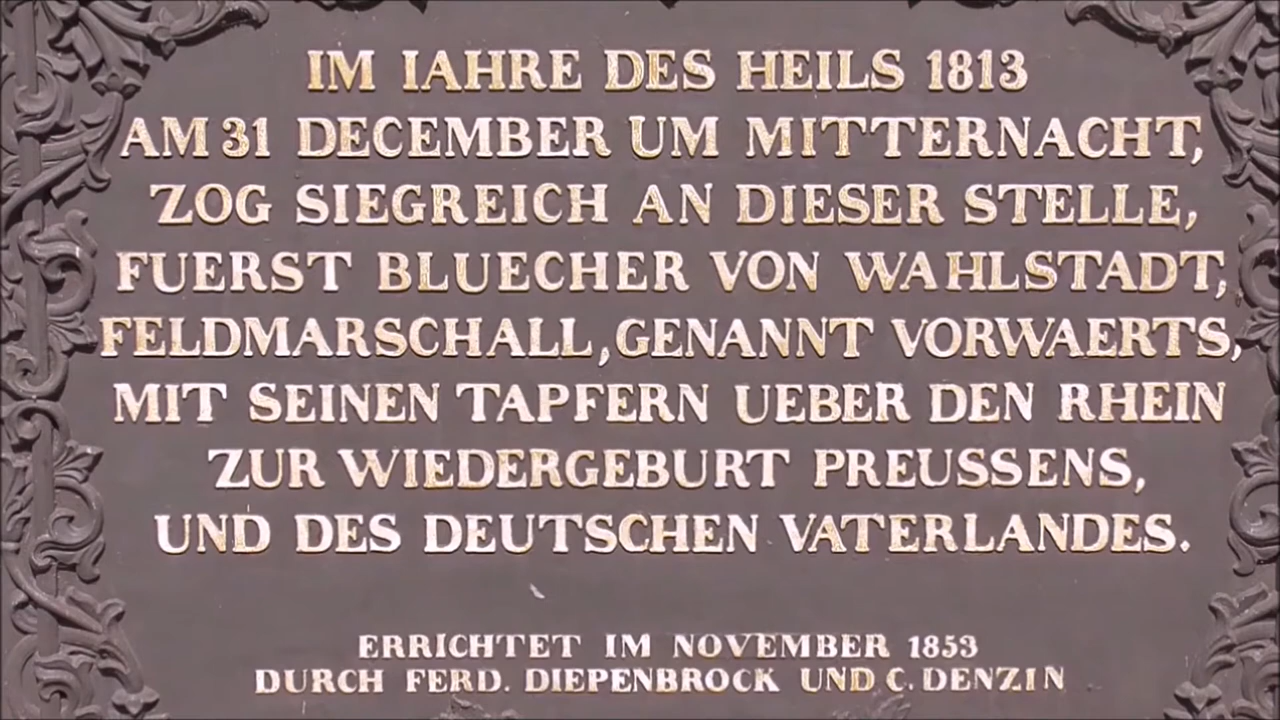 IM IAHRE DES HEILS 1813
AM 31 DECEMBER UM MITTERNACHT,
ZOG SIEGREICH AN DIESER STELLE,
FUERST BLUECHER VON WAHLSTADT,
FELDMARSCHALL, GENANNT VORWAERTS,
MIT SEINEN TAPFERN UEBER DEN RHEIN
ZUR WIEDERGEBURT PREUSSENS,
UND DES DEUTSCHEN VATERLANDES.
ERRICHTET IM NOVEMBER 1853
DURCH FERD. DIEPENBROCK UND C. DENZIN